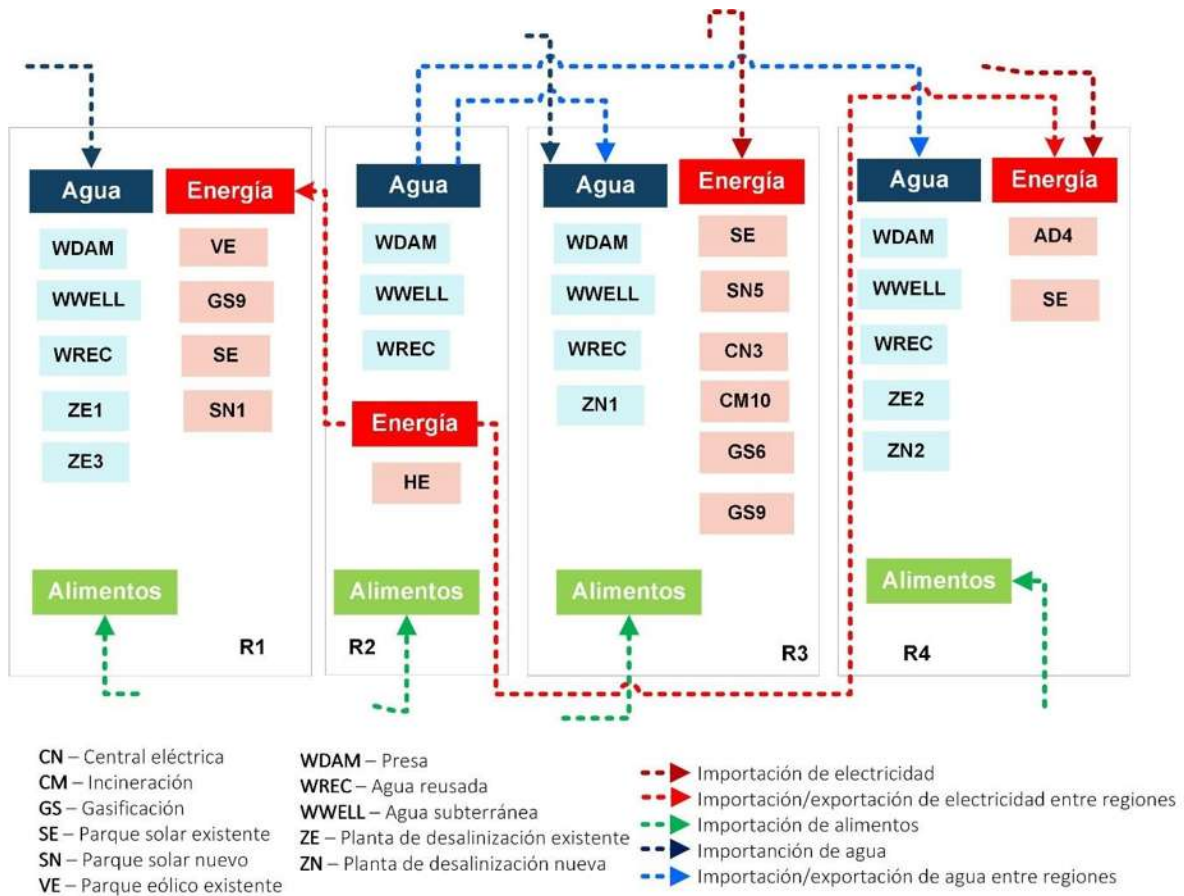 Agua
Energía
WDAM
VE
WWELL
GS9
WREC
SE
ZE1
SN1
ZE3
Alimentos
R1
Agua
WDAM
WWELL
WREC
Energía
HE
Alimentos
R2
Agua
Energía
WDAM
SE
WWELL
SN5
WREC
CN3
ZN1
CM10
GS6
GS9
Alimentos
R3
Agua
Energía
WDAM
AD4
WWELL
SE
WREC
ZE2
ZN2
Alimentos
R4
CN – Central eléctrica
CM – Incineración
GS – Gasificación
SE – Parque solar existente
SN – Parque solar nuevo
VE – Parque eólico existente
WDAM – Presa
WREC – Agua reusada
WWELL – Agua subterránea
ZE – Planta de desalinización existente
ZN – Planta de desalinización nueva
Importación de electricidad
Importación/exportación de electricidad entre regiones
Importación de alimentos
Importanción de agua
Importación/exportación de agua entre regiones